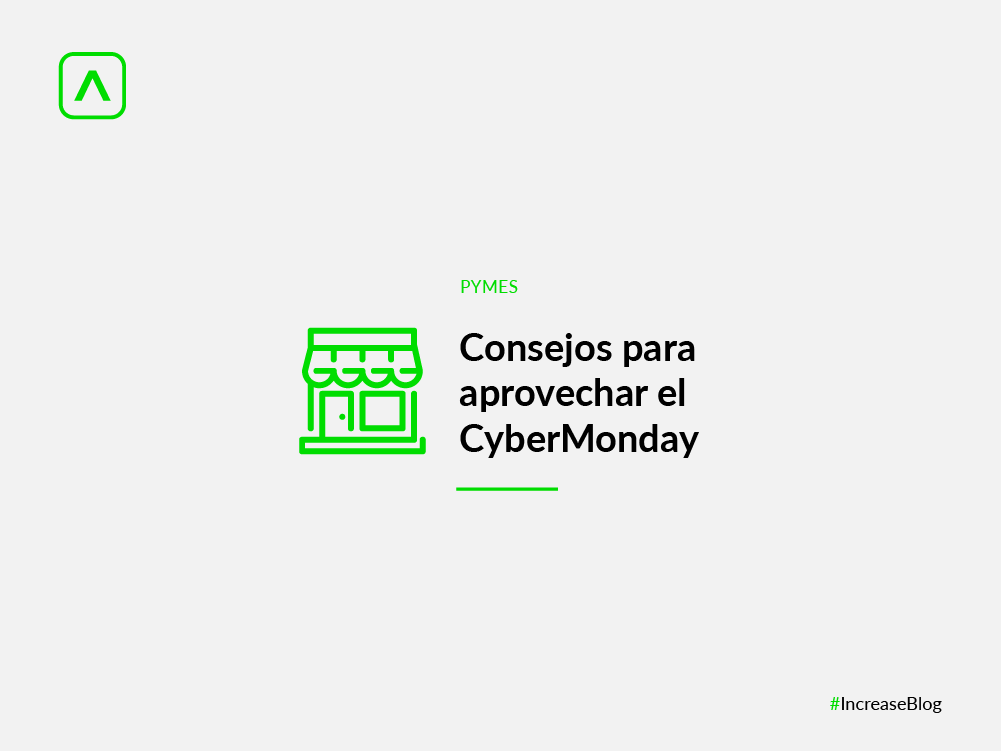 PYMES
Consejos para
aprovechar el
CyberMonday
#IncreaseBlog